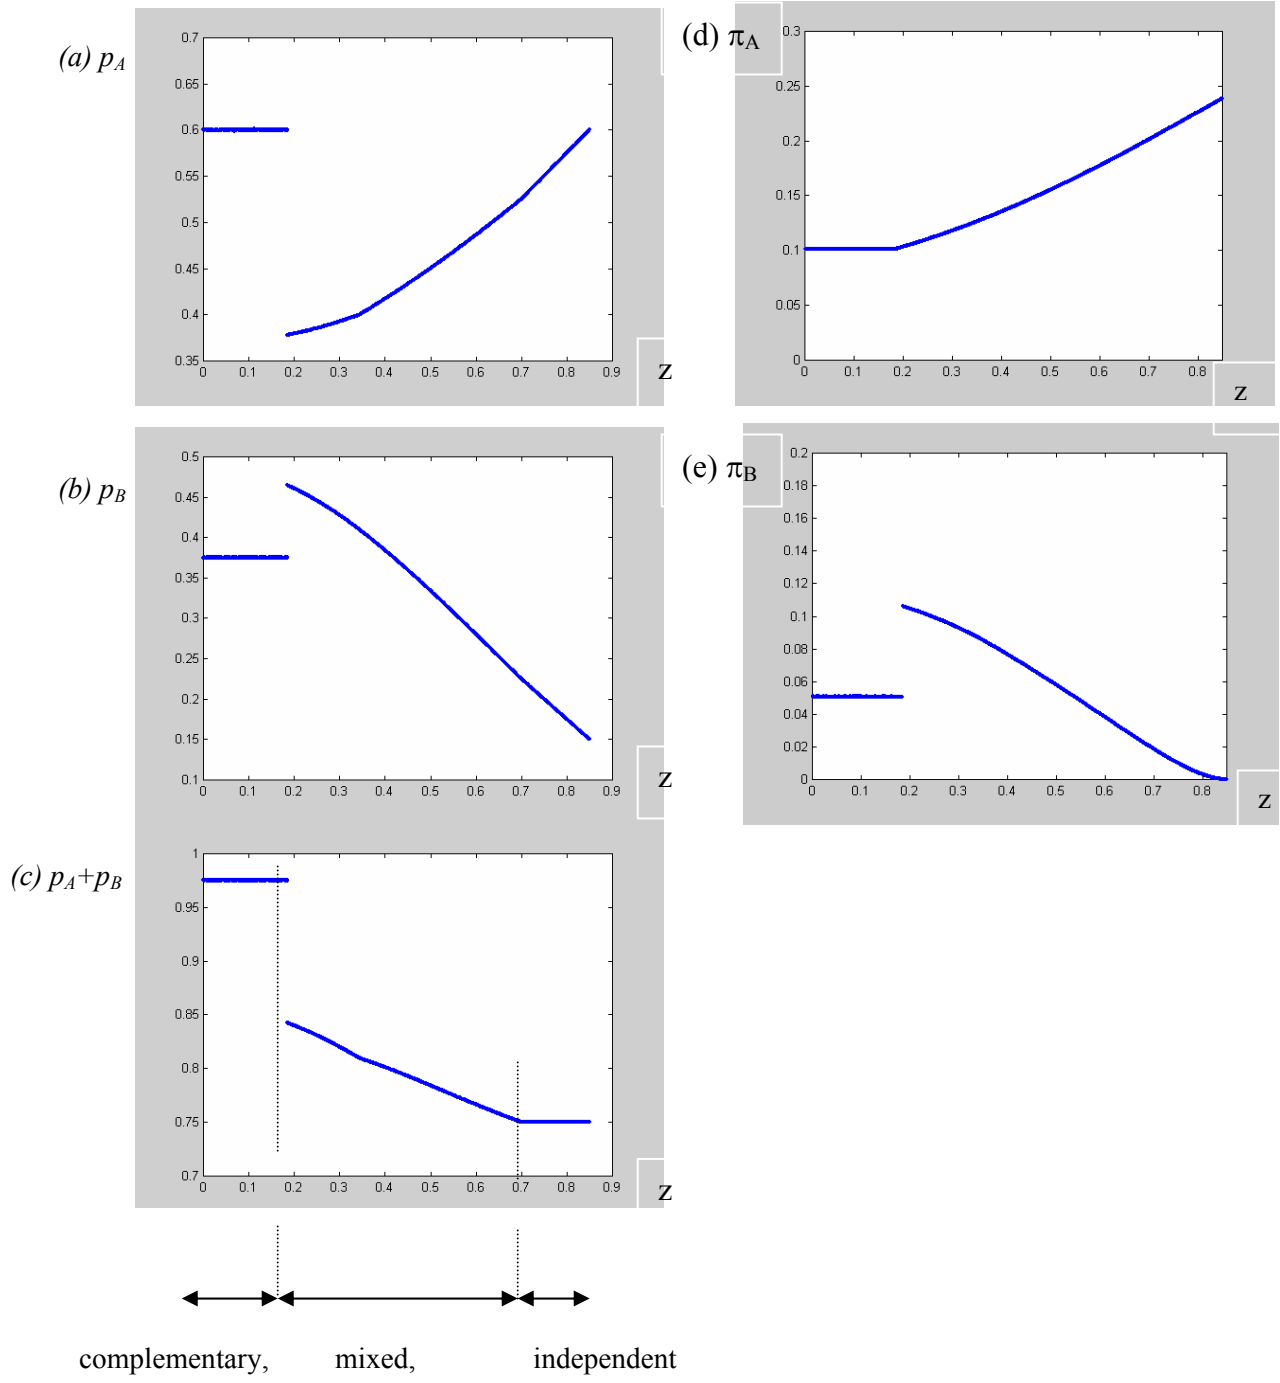 (a) pA
0.7
0.65
0.6
0.55
0.5
0.45
0.4
0.35
0 0.1 0.2 0.3 0.4 0.5 0.6 0.7 0.8 0.9
z
(d) πA
0.3
0.25
0.2
0.15
0.1
0.05
0
0 0.1 0.2 0.3 0.4 0.5 0.6 0.7 0.8
z
(b) pB
0.5
0.45
0.4
0.35
0.3
0.25
0.2
0.15
0.1
0 0.1 0.2 0.3 0.4 0.5 0.6 0.7 0.8 0.9
z
(e) πB
0.2
0.18
0.16
0.14
0.12
0.1
0.08
0.06
0.04
0.02
0
0 0.1 0.2 0.3 0.4 0.5 0.6 0.7 0.8
z
(c) pA+pB
1
0.95
0.9
0.85
0.8
0.75
0.7
0 0.1 0.2 0.3 0.4 0.5 0.6 0.7 0.8 0.9
z
complementary, mixed, independent